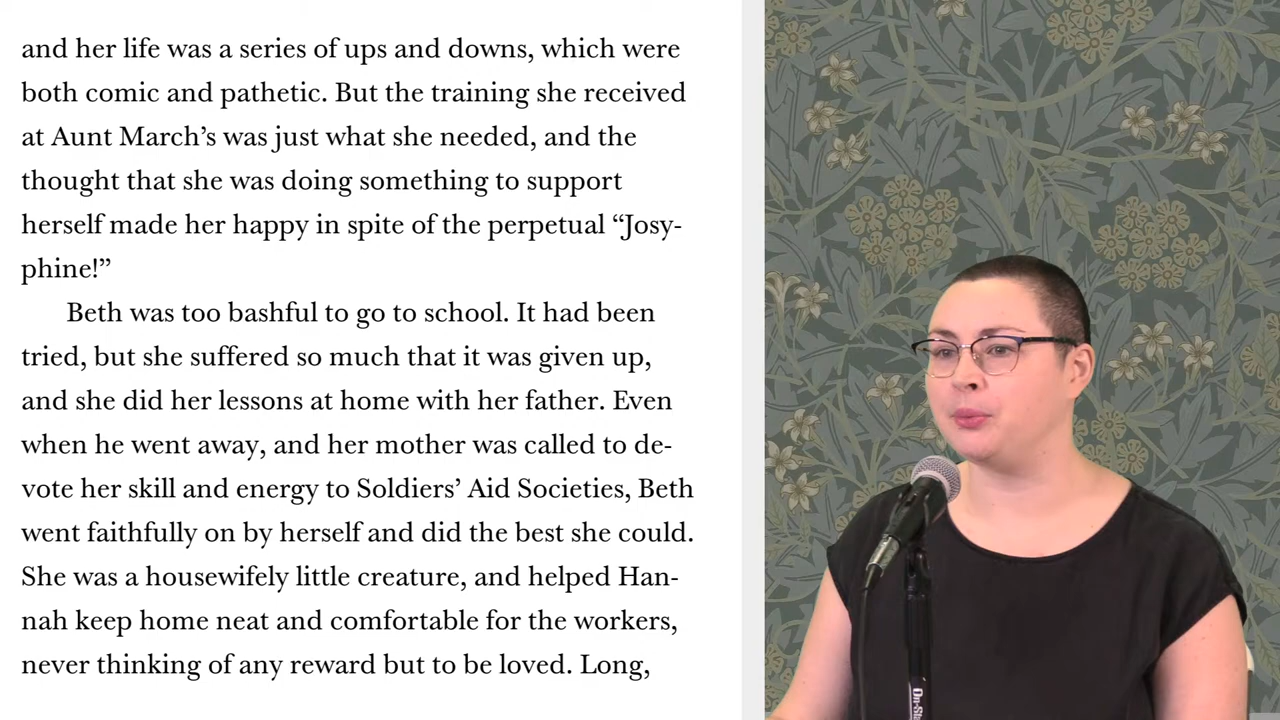 and her life was a series of ups and downs, which were
both comic and pathetic. But the training she received
at Aunt March’s was just what she needed, and the
thought that she was doing something to support
herself made her happy in spite of the perpetual “Josy-
phine!”
Beth was too bashful to go to school. It had been
tried, but she suffered so much that it was given up,
and she did her lessons at home with her father. Even
when he went away, and her mother was called to de-
vote her skill and energy to Soldiers’ Aid Societies, Beth
went faithfully on by herself and did the best she could.
She was a housewifely little creature, and helped Han-
nah keep home neat and comfortable for the workers,
never thinking of any reward but to be loved. Long,